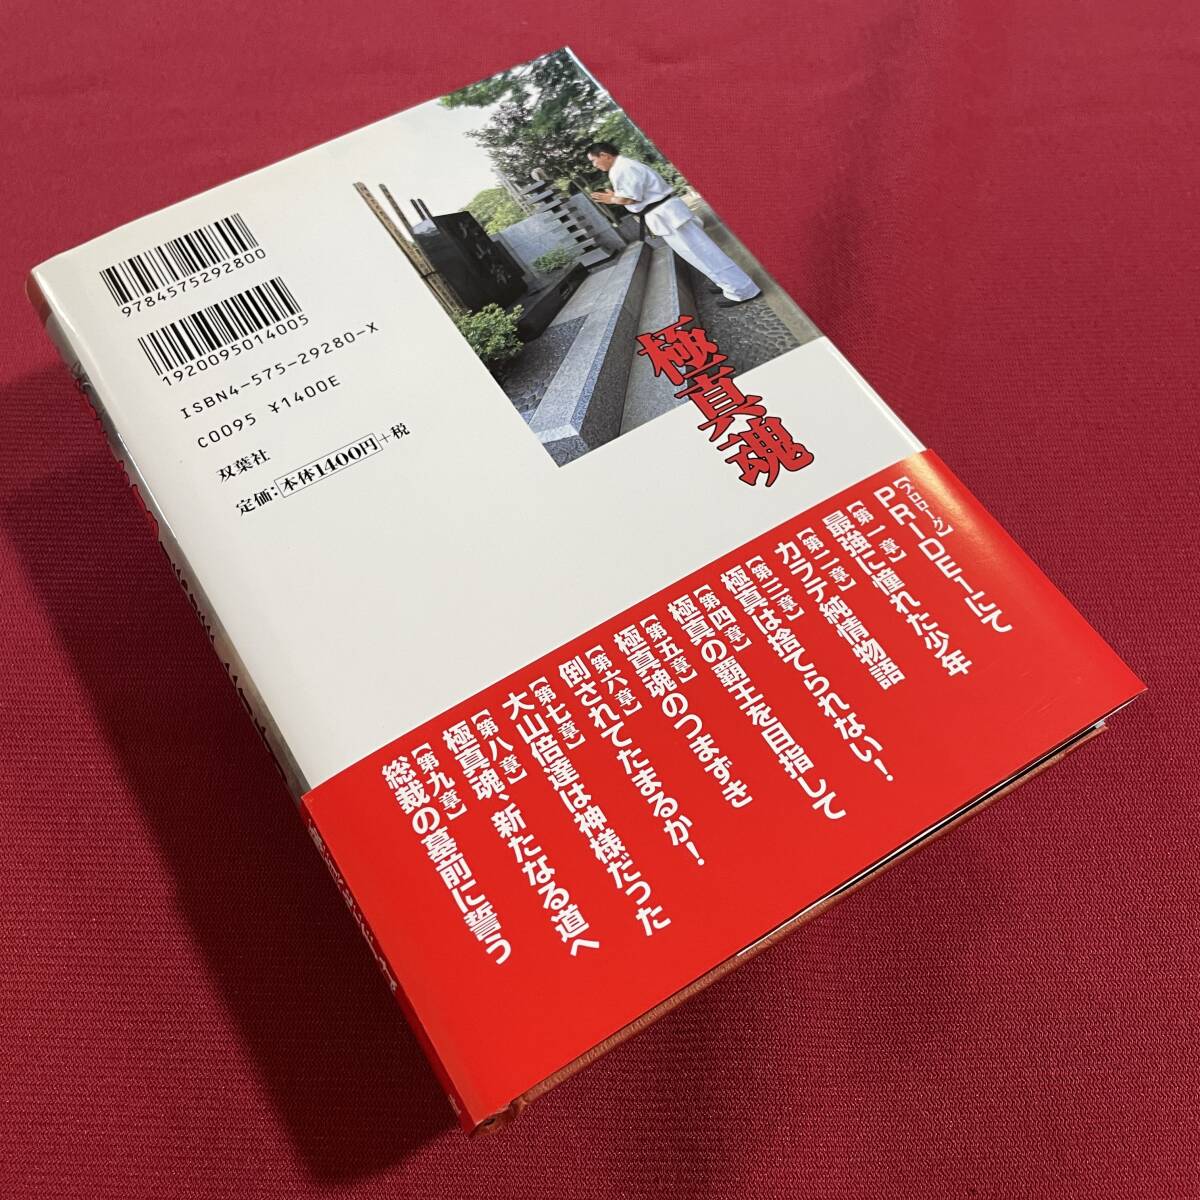 9784575292800
1920095014005
ISBN4-575-29280-X
C0095 ¥1400E
双葉社
定価：本体1400円+税
極真魂
【プロローグ】
PRIDE1にて
【第一章】
最強に憧れた少年
【第二章】
カラテ純情物語
【第三章】
極真は捨てられない！
【第四章】
極真の覇王を目指して
【第五章】
極真魂のつまずき
【第六章】
倒されてたまるか！
【第七章】
大山倍達は神様だった
【第八章】
極真魂、新たなる道へ
【第九章】
総裁の墓前に誓う